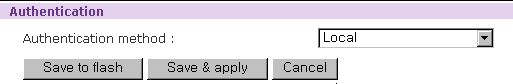 Authentication
Authentication method : Local
Save to flash Save & apply Cancel